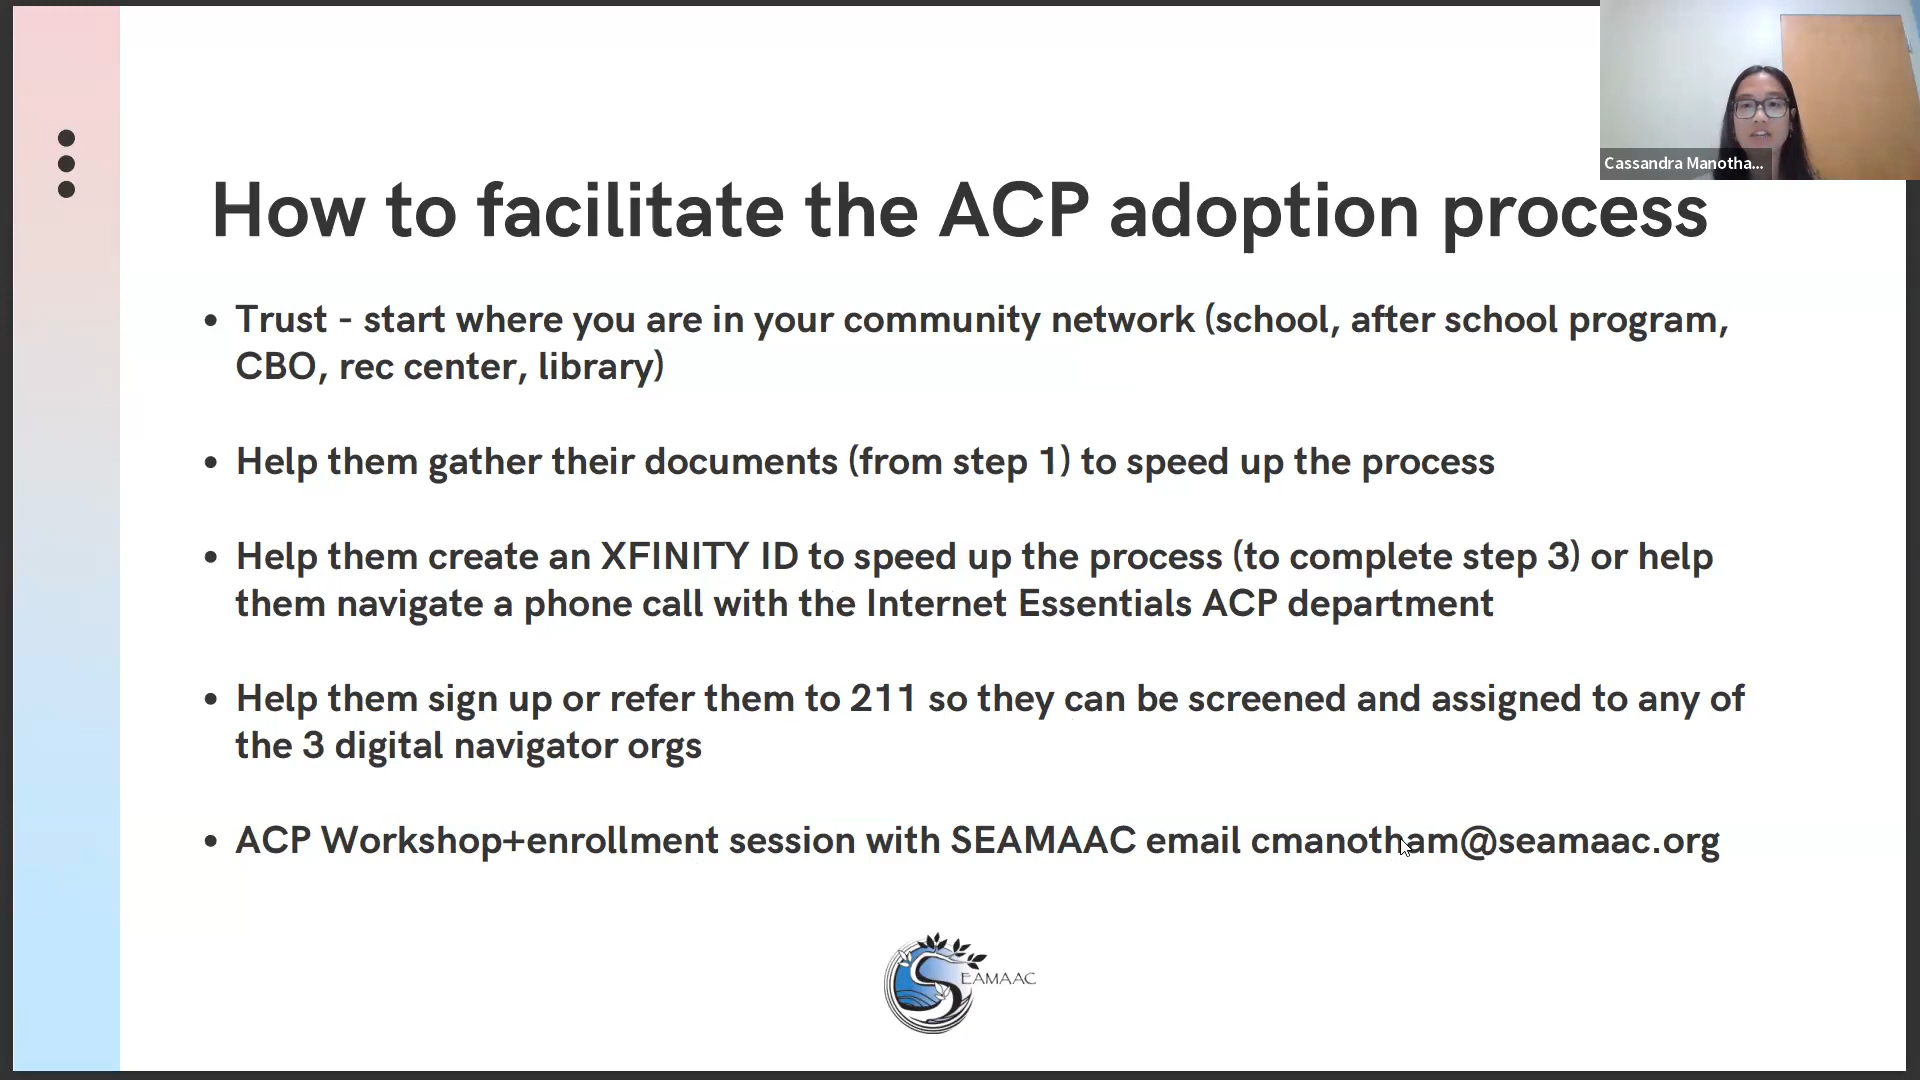 Cassandra Manotha...
How to facilitate the ACP adoption process
• Trust - start where you are in your community network (school, after school program,
CBO, rec center, library)
• Help them gather their documents (from step 1) to speed up the process
• Help them create an XFINITY ID to speed up the process (to complete step 3) or help
them navigate a phone call with the Internet Essentials ACP department
• Help them sign up or refer them to 211 so they can be screened and assigned to any of
the 3 digital navigator orgs
• ACP Workshop+enrollment session with SEAMAAC email cmanotham@seamaac.org
SEAMAAC